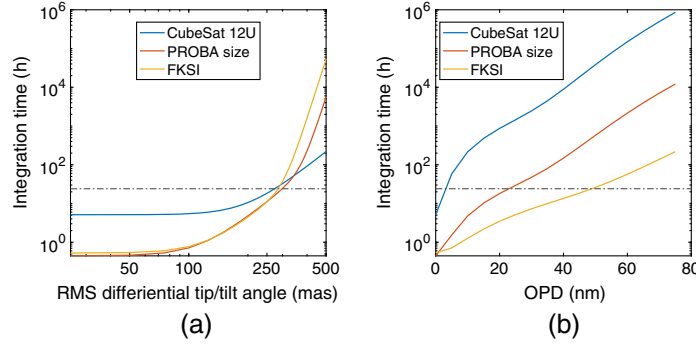 Integration time (h)
10^6
10^4
10^2
10^0
CubeSat 12U
PROBA size
FKSI
50
100
250
500
RMS differential tip/tilt angle (mas)
(a)
Integration time (h)
10^6
10^4
10^2
10^0
CubeSat 12U
PROBA size
FKSI
0
20
40
60
80
OPD (nm)
(b)